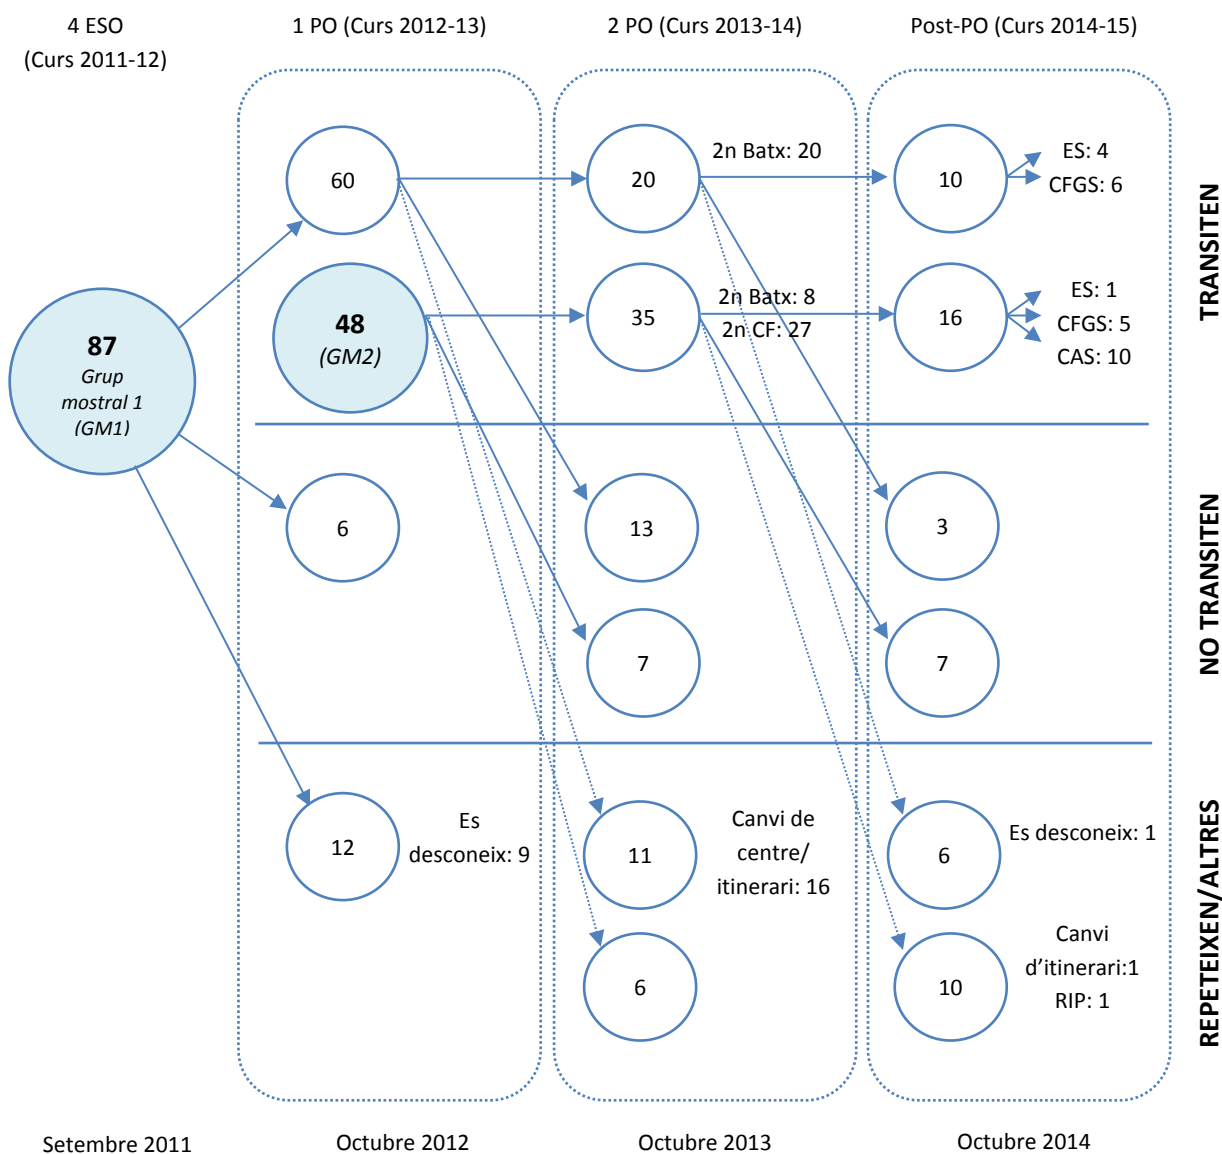 4 ESO
(Curs 2011-12)
1 PO (Curs 2012-13)
2 PO (Curs 2013-14)
Post-PO (Curs 2014-15)
87
Grup
mostral 1
(GM1)
60
48
(GM2)
6
12
Es
desconeix: 9
20
2n Batx: 20
35
2n Batx: 8
2n CF: 27
13
7
11
Canvi de
centre/
itinerari: 16
6
10
ES: 4
CFGS: 6
16
ES: 1
CFGS: 5
CAS: 10
3
7
6
Es desconeix: 1
10
Canvi
d’itinerari:1
RIP: 1
TRANSITEN
NO TRANSITEN
REPETEIXEN/ALTRES
Setembre 2011
Octubre 2012
Octubre 2013
Octubre 2014